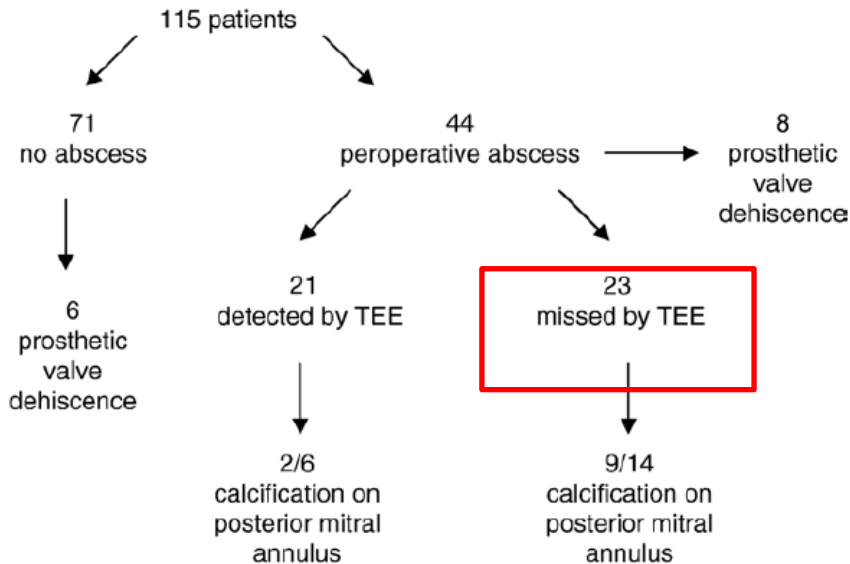 115 patients
71
no abscess
44
peroperative abscess
8
prosthetic
valve
dehiscence
6
prosthetic
valve
dehiscence
21
detected by TEE
23
missed by TEE
2/6
calcification on
posterior mitral
annulus
9/14
calcification on
posterior mitral
annulus